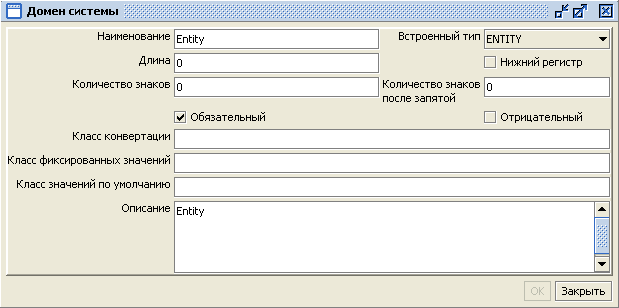 Домен системы
Наименование Entity Встроенный тип ENTITY
Длина 0 Нижний регистр
Количество знаков 0 Количество знаков после запятой 0
Обязательный Отрицательный
Класс конвертации
Класс фиксированных значений
Класс значений по умолчанию
Описание Entity
OK Закрыть